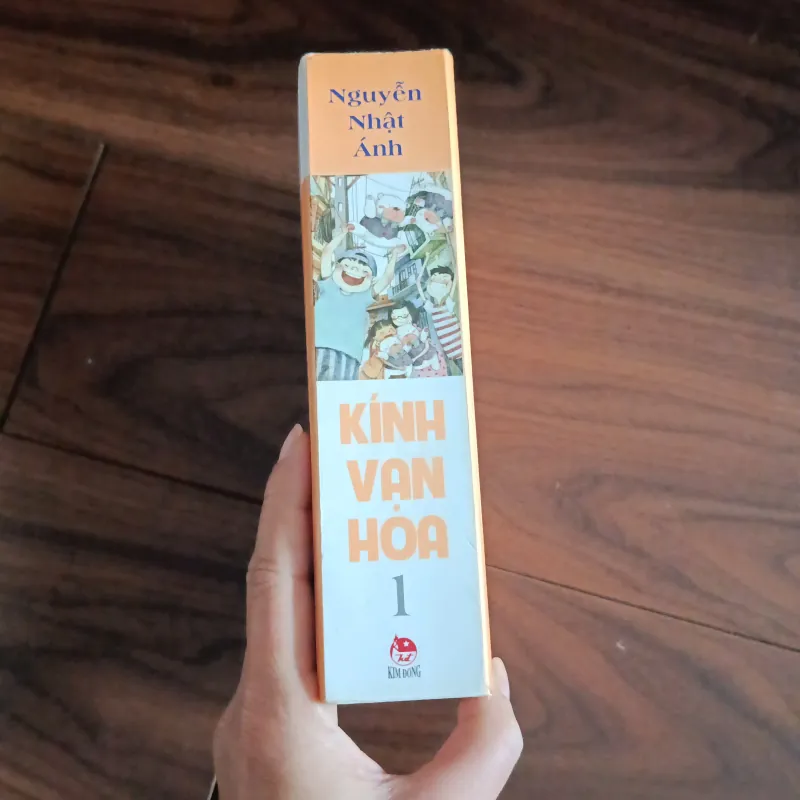 Nguyễn
Nhật
Ánh
KÍNH
VẠN
HOA
1
KIM ĐỒNG